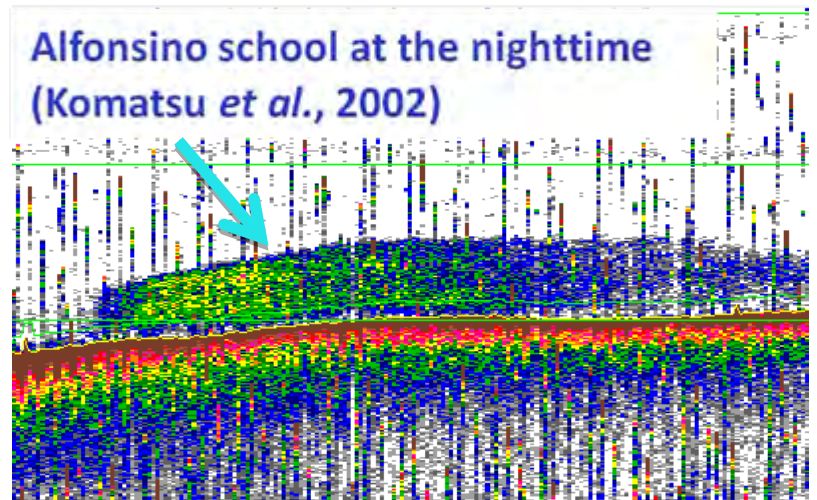 Alfonsino school at the nighttime
(Komatsu et al., 2002)